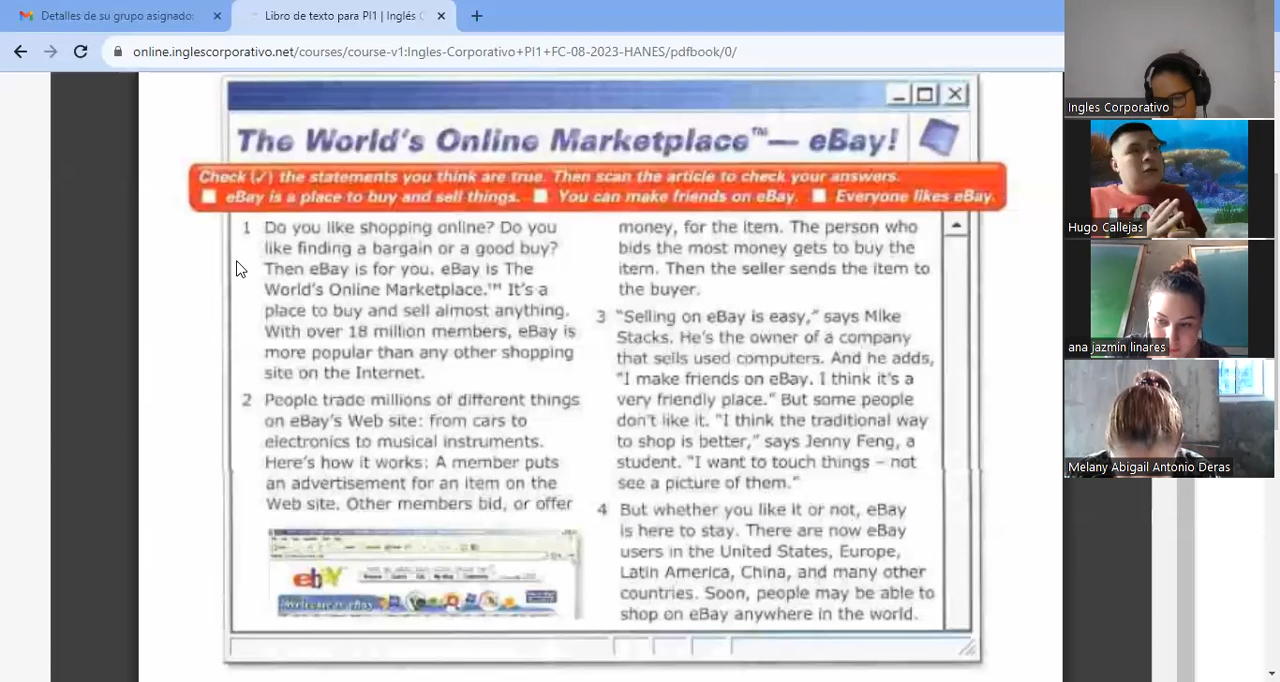 Detalles de su grupo asignado:
Libro de texto para PI1 | Inglés C
online.inglescorporativo.net/courses/course-v1:Ingles-Corporativo+PI1+FC-08-2023-HANES/pdfbook/0/
The World's Online Marketplace™— eBay!
Check (✓) the statements you think are true. Then scan the article to check your answers.
eBay is a place to buy and sell things. You can make friends on eBay. Everyone likes eBay.
1 Do you like shopping online? Do you
like finding a bargain or a good buy?
Then eBay is for you. eBay is The
World's Online Marketplace.™ It's a
place to buy and sell almost anything.
With over 18 million members, eBay is
more popular than any other shopping
site on the Internet.
2 People trade millions of different things
on eBay's Web site: from cars to
electronics to musical instruments.
Here's how it works: A member puts
an advertisement for an item on the
Web site. Other members bid, or offer
ebY
Welcome to eBay
money, for the item. The person who
bids the most money gets to buy the
item. Then the seller sends the item to
the buyer.
3 "Selling on eBay is easy," says Mike
Stacks. He's the owner of a company
that sells used computers. And he adds,
"I make friends on eBay. I think it's a
very friendly place." But some people
don't like it. "I think the traditional way
to shop is better," says Jenny Feng, a
student. "I want to touch things – not
see a picture of them."
4 But whether you like it or not, eBay
is here to stay. There are now eBay
users in the United States, Europe,
Latin America, China, and many other
countries. Soon, people may be able to
shop on eBay anywhere in the world.
Ingles Corporativo
Hugo Callejas
ana jazmin linares
Melany Abigail Antonio Deras